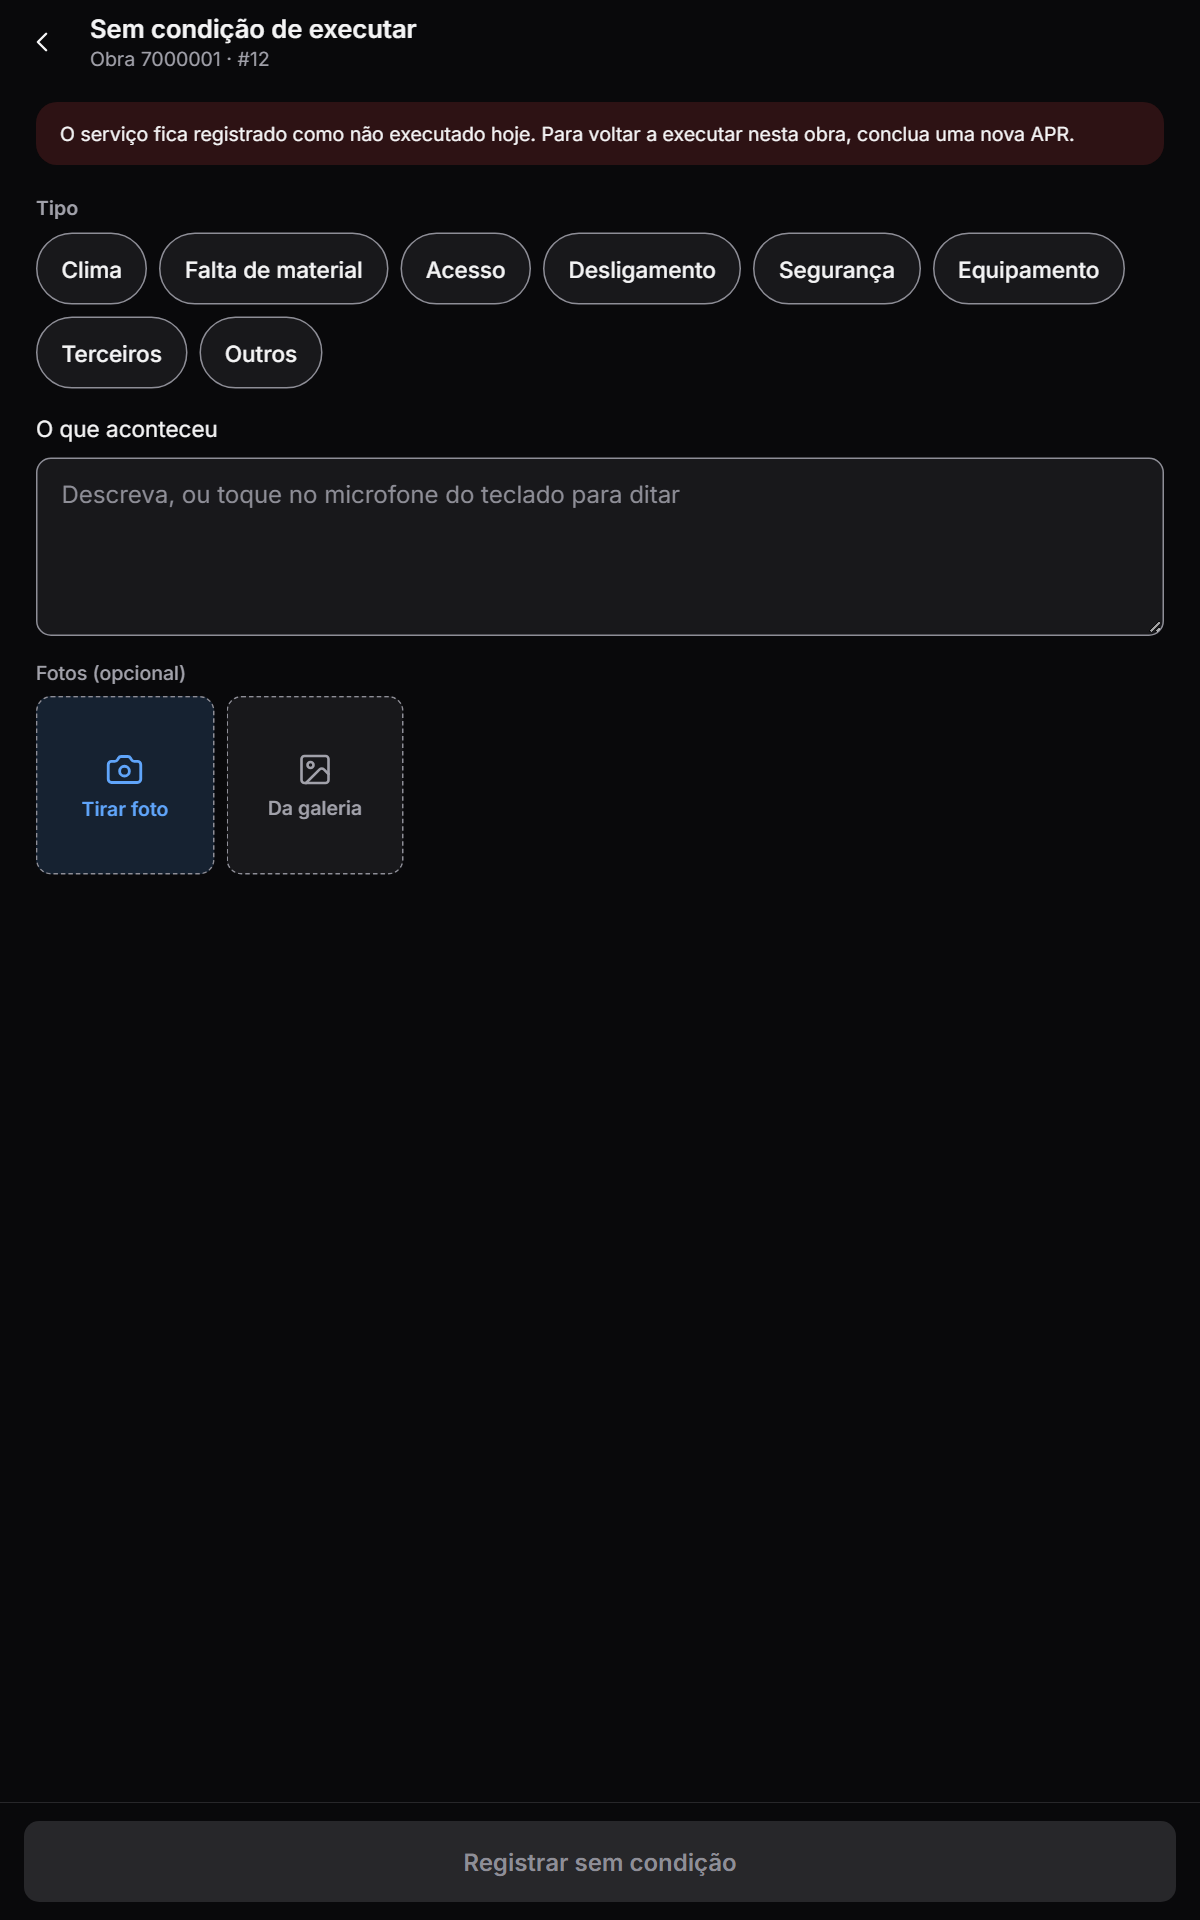 Sem condição de executar
Obra 7000001 · #12
O serviço fica registrado como não executado hoje. Para voltar a executar nesta obra, conclua uma nova APR.
Tipo
Clima
Falta de material
Acesso
Desligamento
Segurança
Equipamento
Terceiros
Outros
O que aconteceu
Descreva, ou toque no microfone do teclado para ditar
Fotos (opcional)
Tirar foto
Da galeria
Registrar sem condição